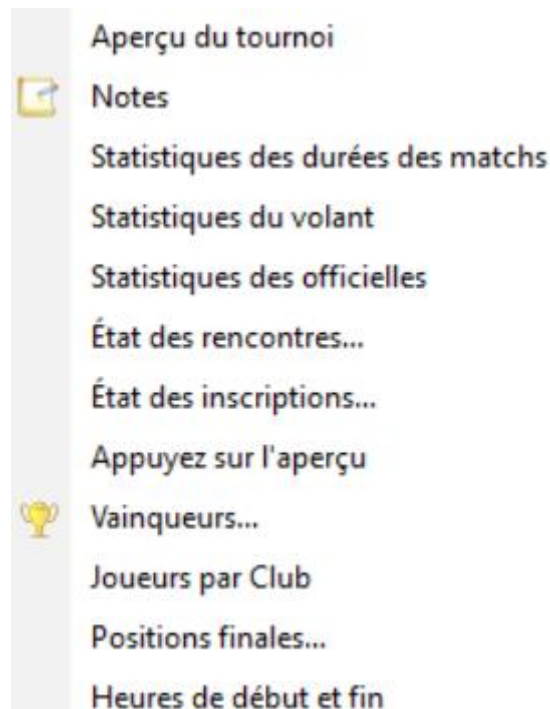 Aperçu du tournoi
Notes
Statistiques des durées des matchs
Statistiques du volant
Statistiques des officielles
État des rencontres...
État des inscriptions...
Appuyez sur l'aperçu
Vainqueurs...
Joueurs par Club
Positions finales...
Heures de début et fin